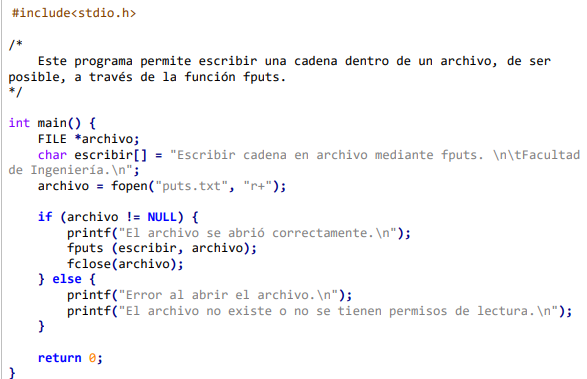 #include<stdio.h>
/*
    Este programa permite escribir una cadena dentro de un archivo, de ser
posible, a través de la función fputs.
*/
int main() {
    FILE *archivo;
    char escribir[] = "Escribir cadena en archivo mediante fputs. \n\tFacultad
de Ingeniería.\n";
    archivo = fopen("puts.txt", "r+");
    if (archivo != NULL) {
        printf("El archivo se abrió correctamente.\n");
        fputs (escribir, archivo);
        fclose(archivo);
    } else {
        printf("Error al abrir el archivo.\n");
        printf("El archivo no existe o no se tienen permisos de lectura.\n");
    }
    return 0;
}